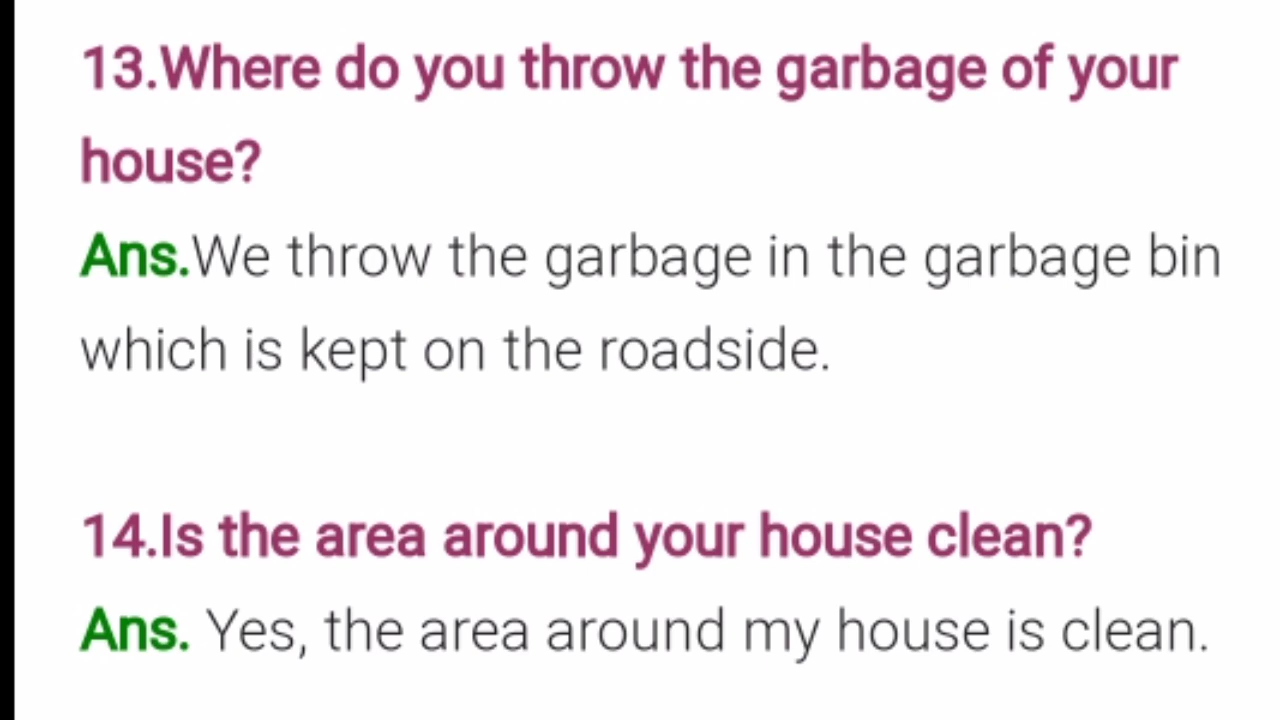 13.Where do you throw the garbage of your
house?
Ans.We throw the garbage in the garbage bin
which is kept on the roadside.
14.Is the area around your house clean?
Ans. Yes, the area around my house is clean.